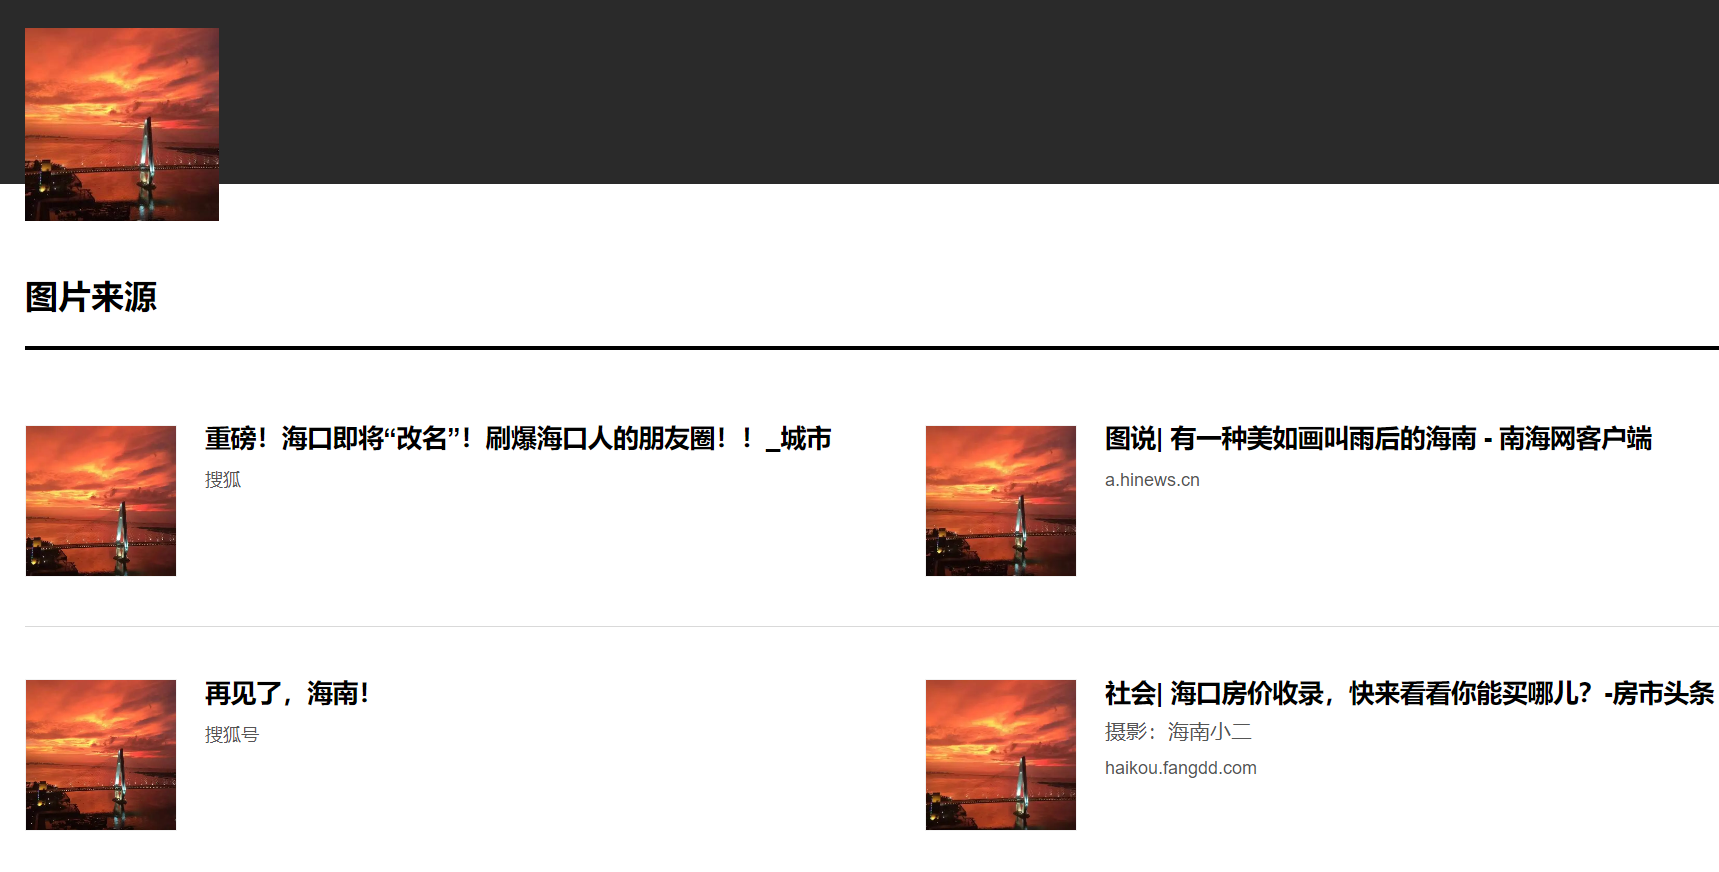 图片来源
重磅！海口即将“改名”！刷爆海口人的朋友圈！！_城市
搜狐
图说| 有一种美如画叫雨后的海南 - 南海网客户端
a.hinews.cn
再见了，海南！
搜狐号
社会| 海口房价收录，快来看看你能买哪儿？-房市头条
摄影：海南小二
haikou.fangdd.com